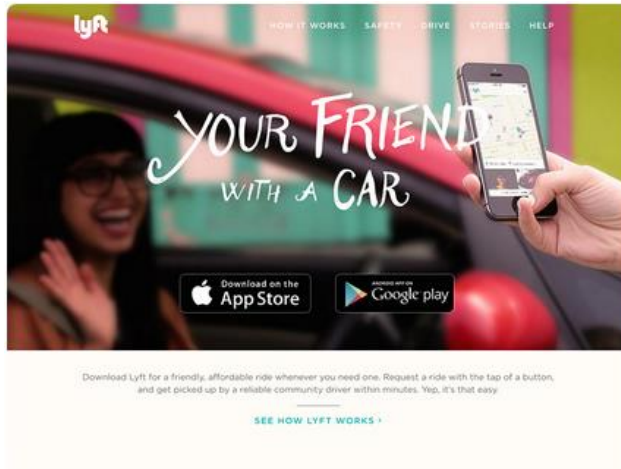 lyft
HOW IT WORKS SAFETY DRIVE STORIES HELP
YOUR FRIEND
WITH A CAR
Download on the
App Store
ANDROID APP ON
Google play
Download Lyft for a friendly, affordable ride whenever you need one. Request a ride with the tap of a button,
and get picked up by a reliable community driver within minutes. Yep, it's that easy.
SEE HOW LYFT WORKS ›